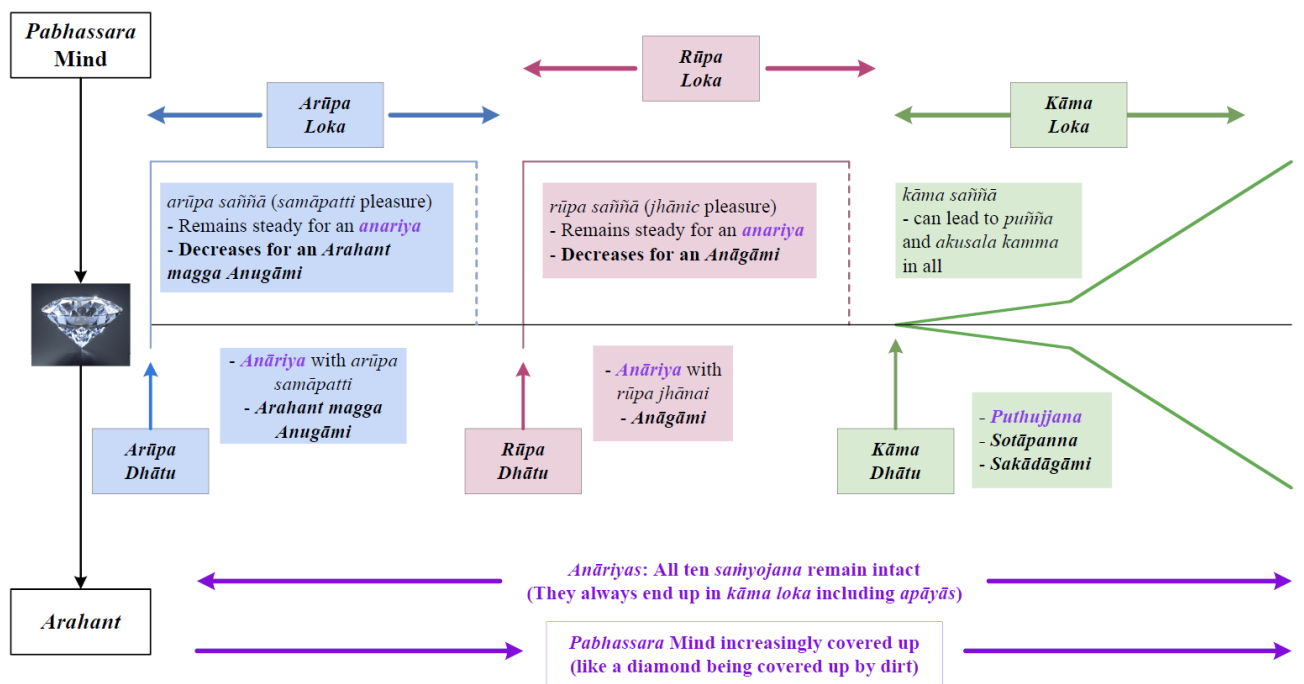 Pabhassara
Mind
Rūpa
Loka
Arūpa
Loka
Kāma
Loka
arūpa saññā (samāpatti pleasure)
- Remains steady for an anariya
- Decreases for an Arahant
magga Anugāmi
rūpa saññā (jhānic pleasure)
- Remains steady for an anariya
- Decreases for an Anāgāmi
kāma saññā
- can lead to puñña
and akusala kamma
in all
- Anāriya with arūpa
samāpatti
- Arahant magga
Anugāmi
- Anāriya with
rūpa jhānai
- Anāgāmi
- Puthujjana
- Sotāpanna
- Sakādāgāmi
Arūpa
Dhātu
Rūpa
Dhātu
Kāma
Dhātu
Anāriyas: All ten saṁyojana remain intact
(They always end up in kāma loka including apāyās)
Arahant
Pabhassara Mind increasingly covered up
(like a diamond being covered up by dirt)